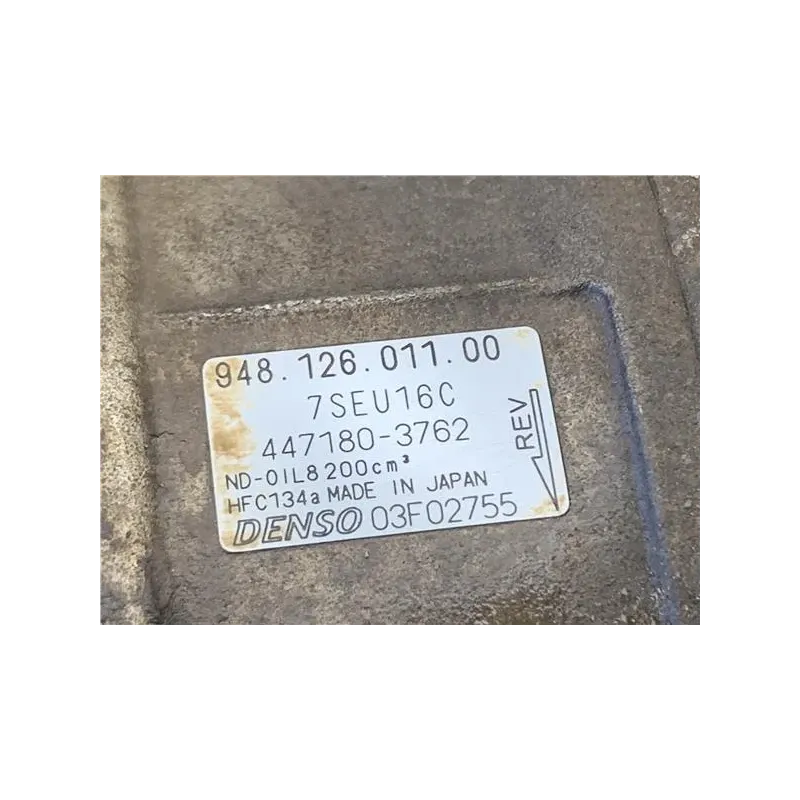 948.126.011.00
7SEU16C
447180-3762
ND-OIL8 200cm³
HFC134a MADE IN JAPAN
DENSO 03F02755
REV